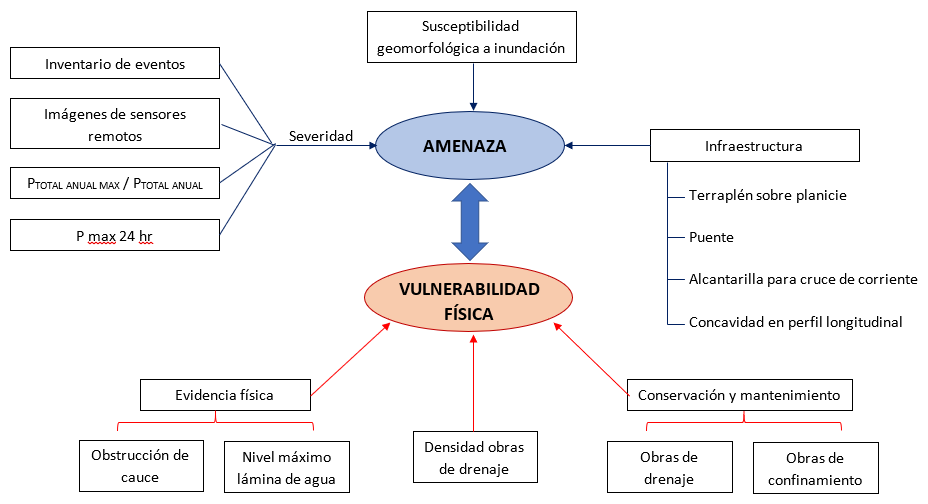 Susceptibilidad
geomorfológica a inundación
Inventario de eventos
Imágenes de sensores
remotos
PTOTAL ANUAL MAX / PTOTAL ANUAL
P max 24 hr
Severidad
AMENAZA
Infraestructura
Terraplén sobre planicie
Puente
Alcantarilla para cruce de corriente
Concavidad en perfil longitudinal
VULNERABILIDAD
FÍSICA
Evidencia física
Obstrucción de
cauce
Nivel máximo
lámina de agua
Densidad obras
de drenaje
Conservación y mantenimiento
Obras de
drenaje
Obras de
confinamiento